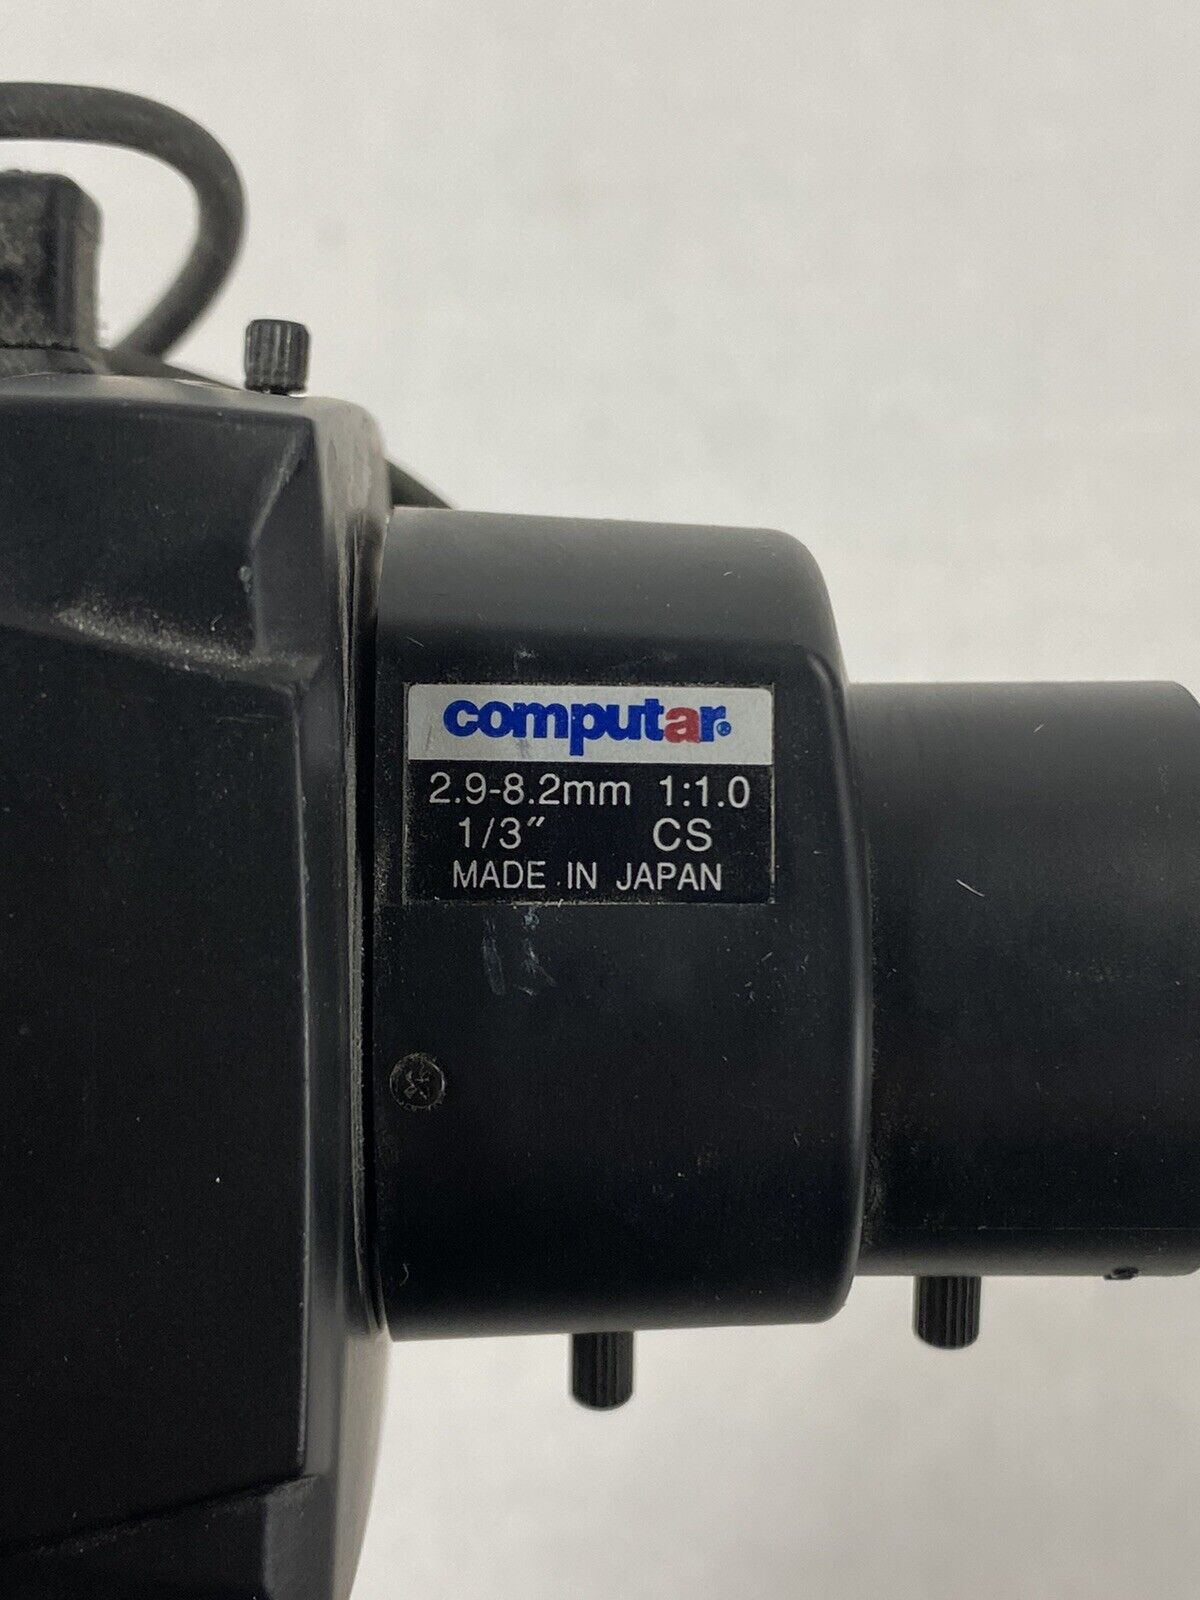 computar®
2.9-8.2mm 1:1.0
1/3" CS
MADE IN JAPAN